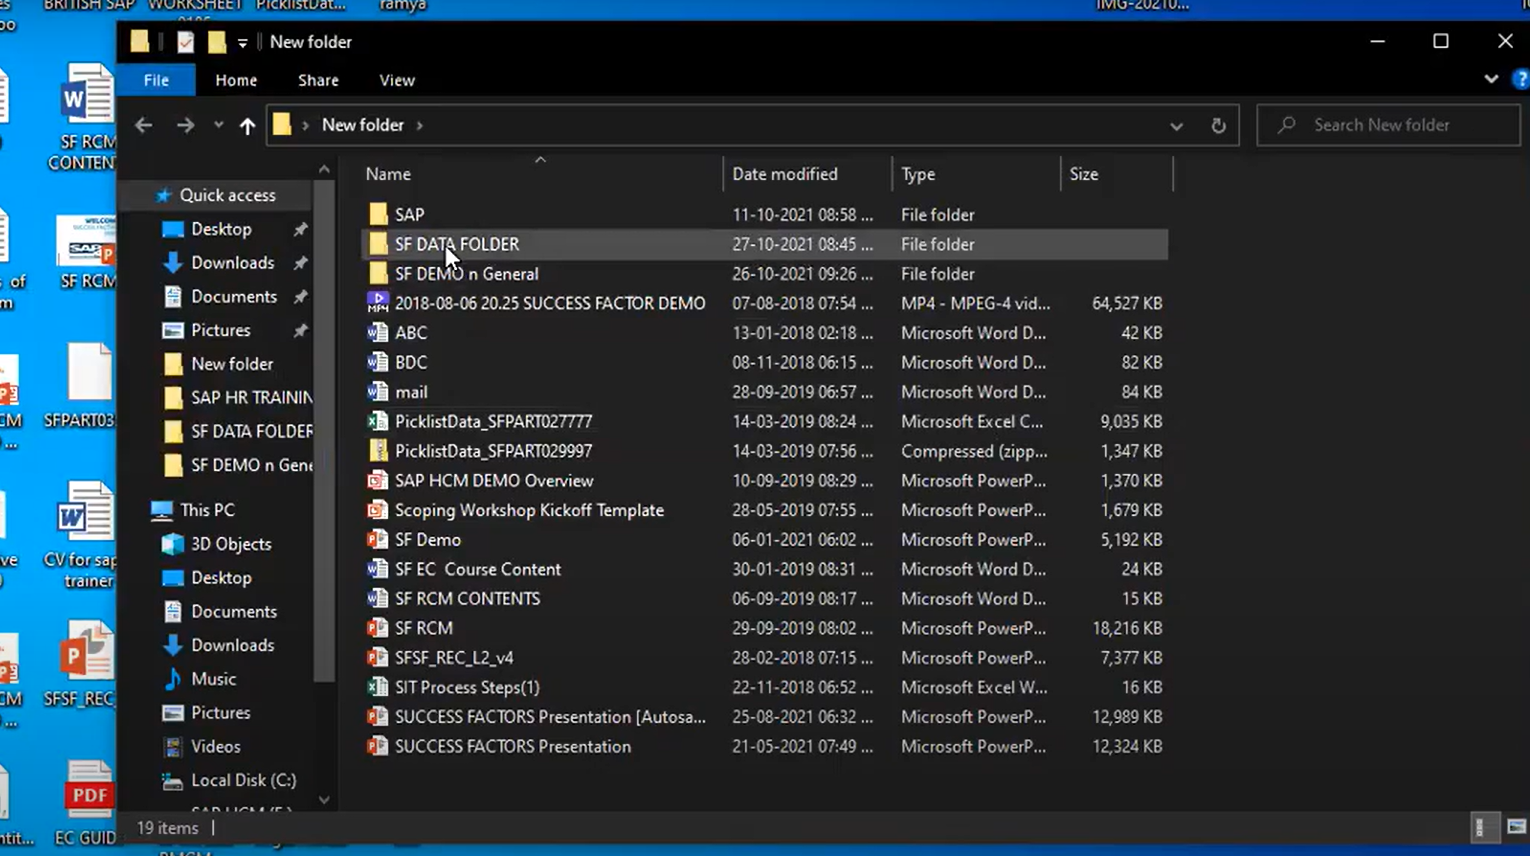 BRITISH SAP WORKSHEET PicklistDat... ramya
New folder
File Home Share View
New folder
Search New folder
Name Date modified Type Size
SAP 11-10-2021 08:58 ... File folder
SF DATA FOLDER 27-10-2021 08:45 ... File folder
SF DEMO n General 26-10-2021 09:26 ... File folder
2018-08-06 20.25 SUCCESS FACTOR DEMO 07-08-2018 07:54 ... MP4 - MPEG-4 vid... 64,527 KB
ABC 13-01-2018 02:18 ... Microsoft Word D... 42 KB
BDC 08-11-2018 06:15 ... Microsoft Word D... 82 KB
mail 28-09-2019 06:57 ... Microsoft Word D... 84 KB
PicklistData_SFPART027777 14-03-2019 08:24 ... Microsoft Excel C... 9,035 KB
PicklistData_SFPART029997 14-03-2019 07:56 ... Compressed (zipp... 1,347 KB
SAP HCM DEMO Overview 10-09-2019 08:29 ... Microsoft PowerP... 1,370 KB
Scoping Workshop Kickoff Template 28-05-2019 07:55 ... Microsoft PowerP... 1,679 KB
SF Demo 06-01-2021 06:02 ... Microsoft PowerP... 5,192 KB
SF EC Course Content 30-01-2019 08:31 ... Microsoft Word D... 24 KB
SF RCM CONTENTS 06-09-2019 08:17 ... Microsoft Word D... 15 KB
SF RCM 29-09-2019 08:02 ... Microsoft PowerP... 18,216 KB
SFSF_REC_L2_v4 28-02-2018 07:15 ... Microsoft PowerP... 7,377 KB
SIT Process Steps(1) 22-11-2018 06:52 ... Microsoft Excel W... 16 KB
SUCCESS FACTORS Presentation [Autosa... 25-08-2021 06:32 ... Microsoft PowerP... 12,989 KB
SUCCESS FACTORS Presentation 21-05-2021 07:49 ... Microsoft PowerP... 12,324 KB
Quick access
Desktop
Downloads
Documents
Pictures
New folder
SAP HR TRAININ
SF DATA FOLDER
SF DEMO n Gene
This PC
3D Objects
Desktop
Documents
Downloads
Music
Pictures
Videos
Local Disk (C:)
19 items
SF RCM
CONTEN
SF RCM
SFPART03
CV for sap
trainer
SFSF_REC
PDF
EC GUID